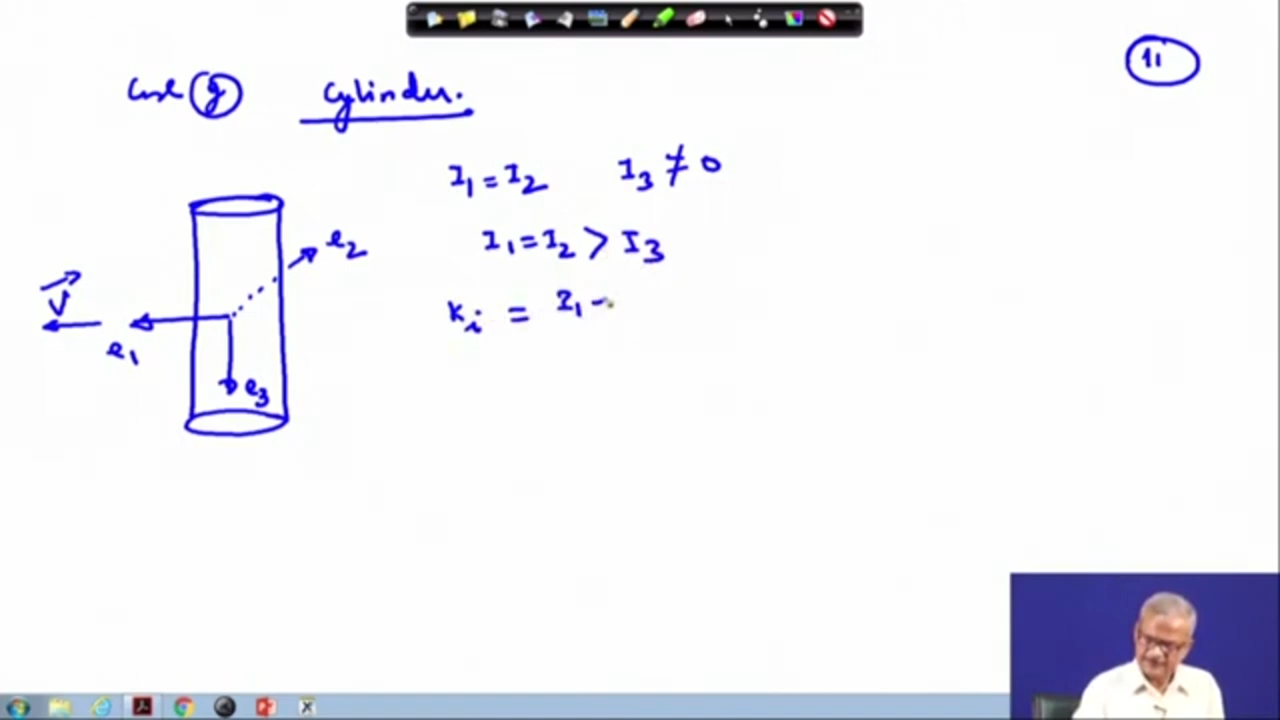 11
Case g Cylinder.
I₁ = I₂ I₃ ≠ 0
I₁ = I₂ > I₃
e₂
V
kᵢ = I₁ -
e₁
e₃